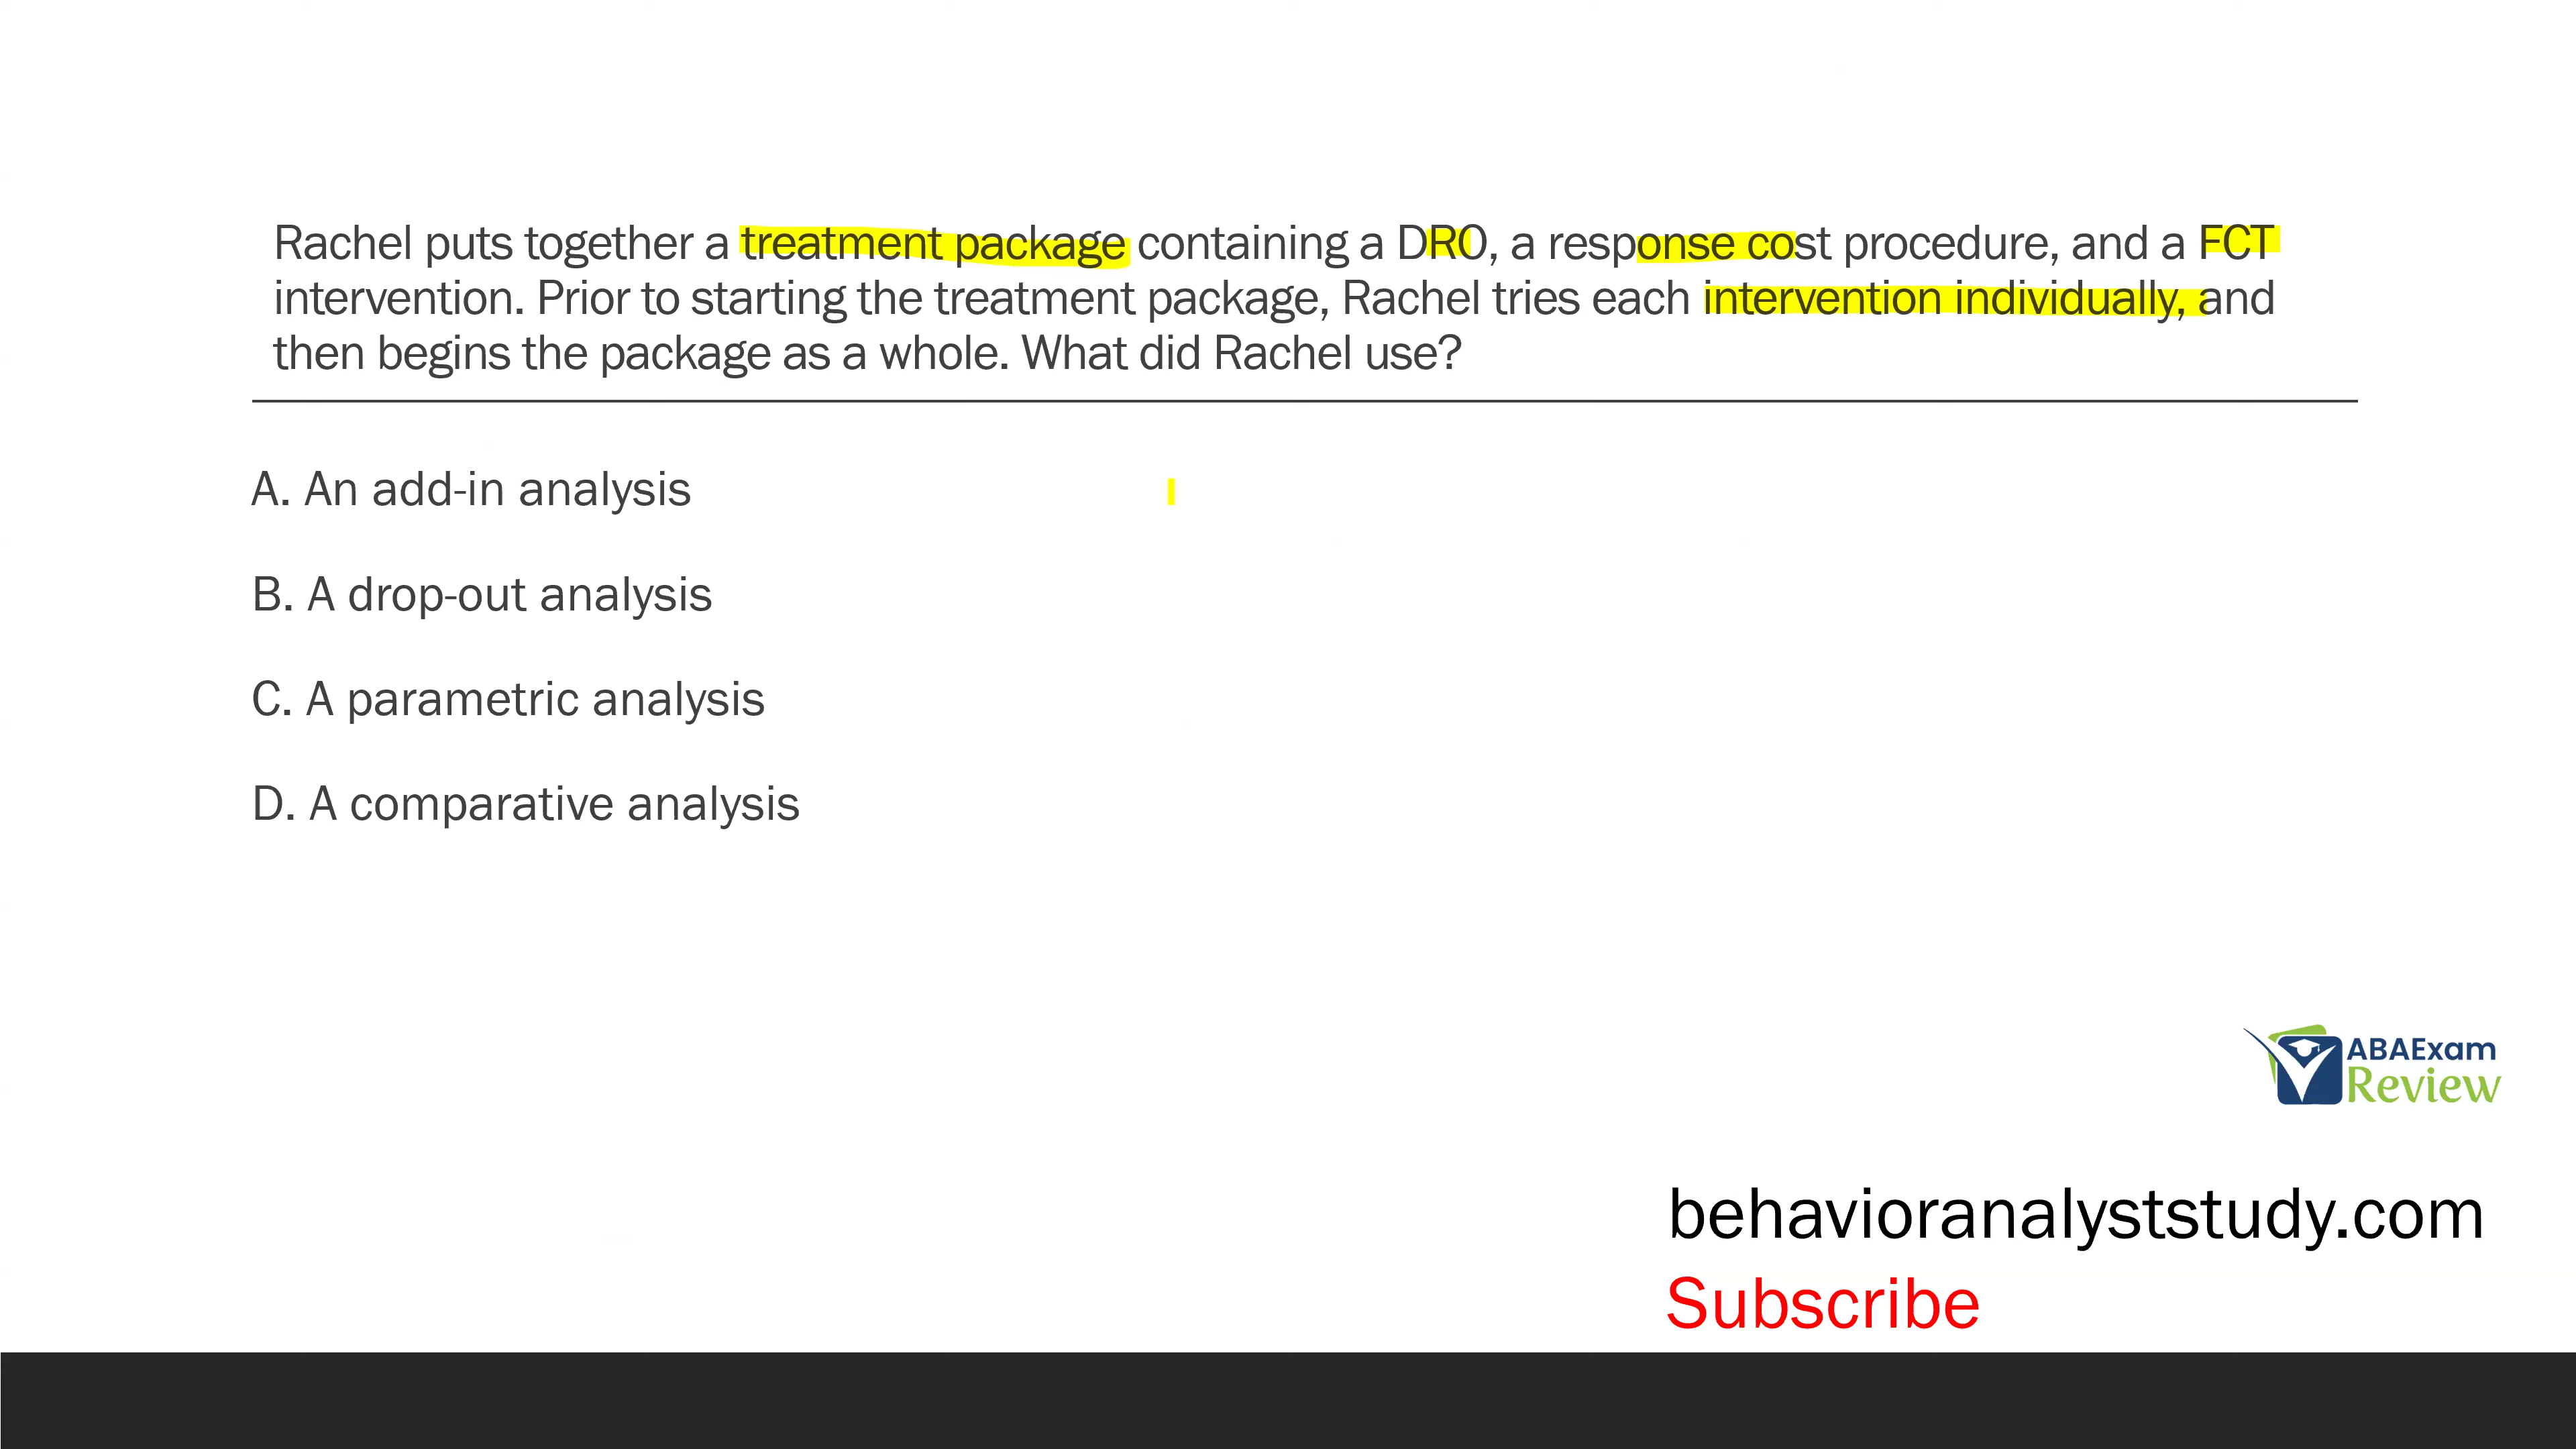 Rachel puts together a treatment package containing a DRO, a response cost procedure, and a FCT
intervention. Prior to starting the treatment package, Rachel tries each intervention individually, and
then begins the package as a whole. What did Rachel use?
A. An add-in analysis
B. A drop-out analysis
C. A parametric analysis
D. A comparative analysis
ABAExam
Review
behavioranalyststudy.com
Subscribe